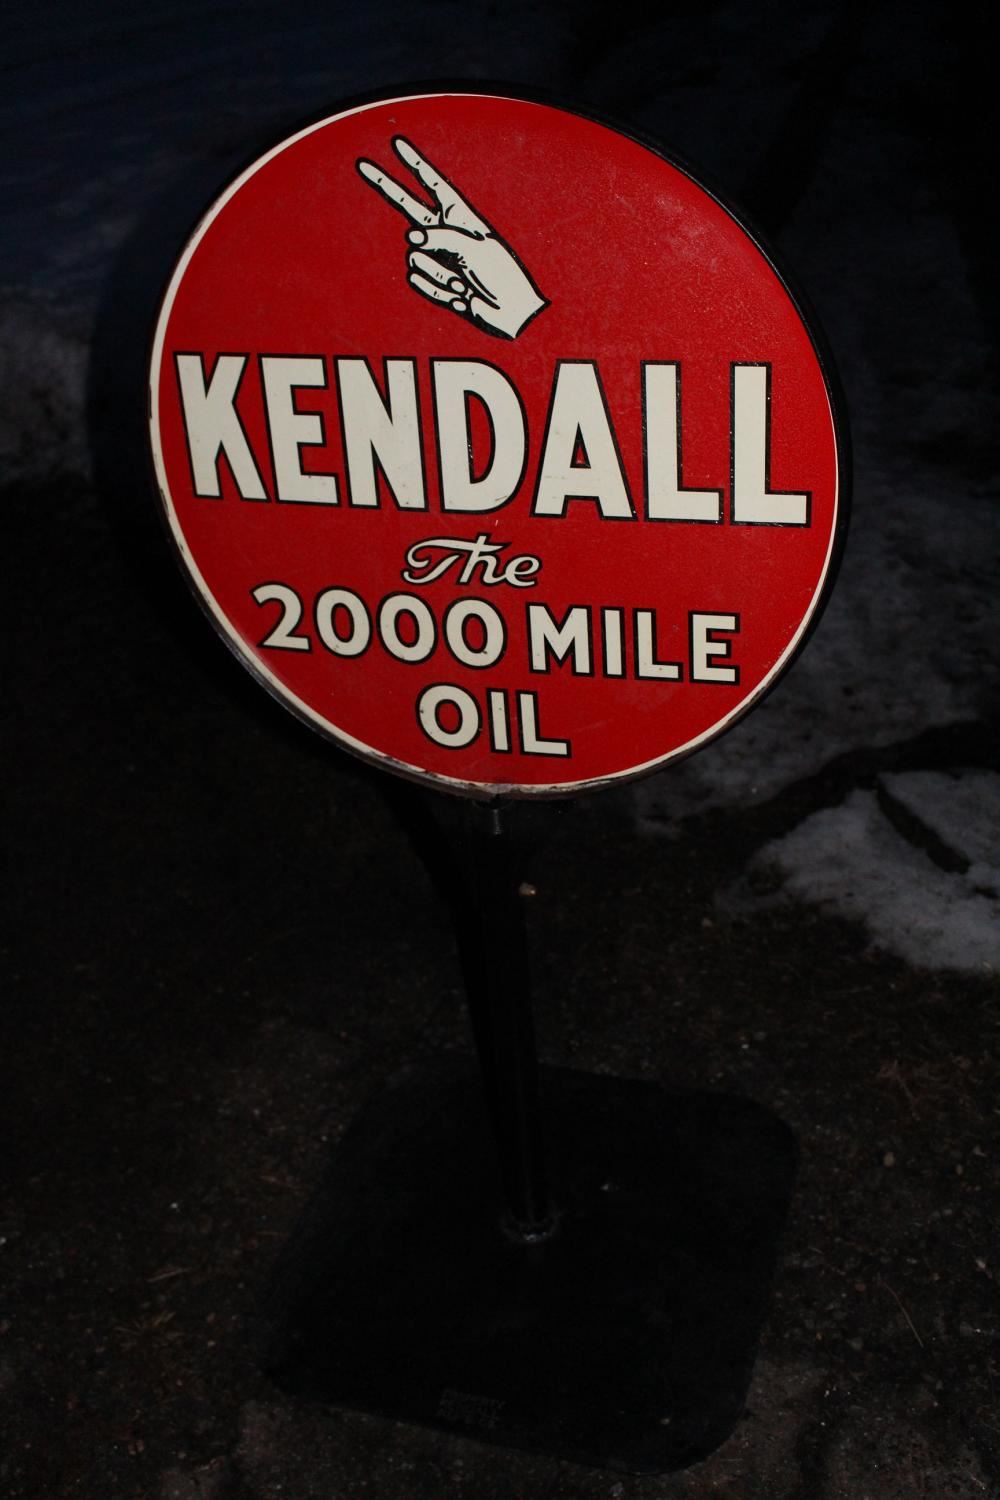 KENDALL
The
2000 MILE
OIL